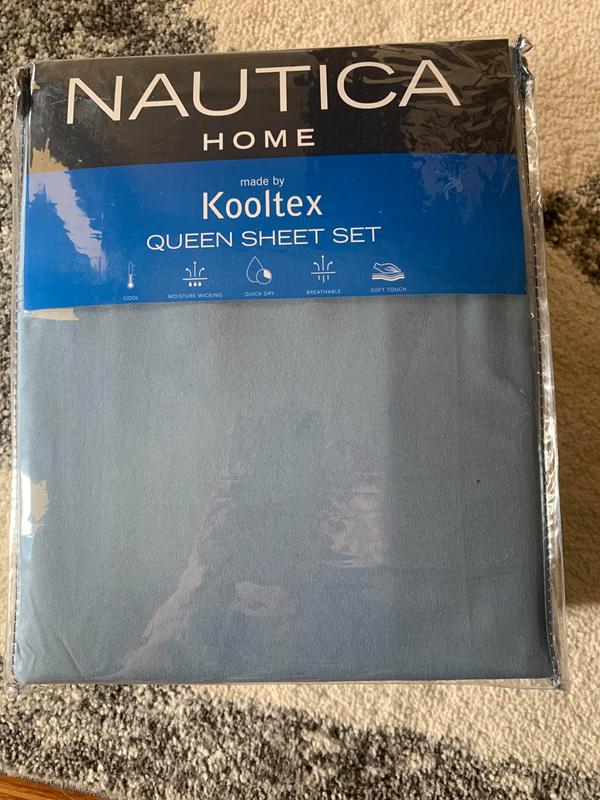 NAUTICA
HOME
made by
Kooltex
QUEEN SHEET SET
COOL
MOISTURE WICKING
QUICK DRY
BREATHABLE
SOFT TOUCH